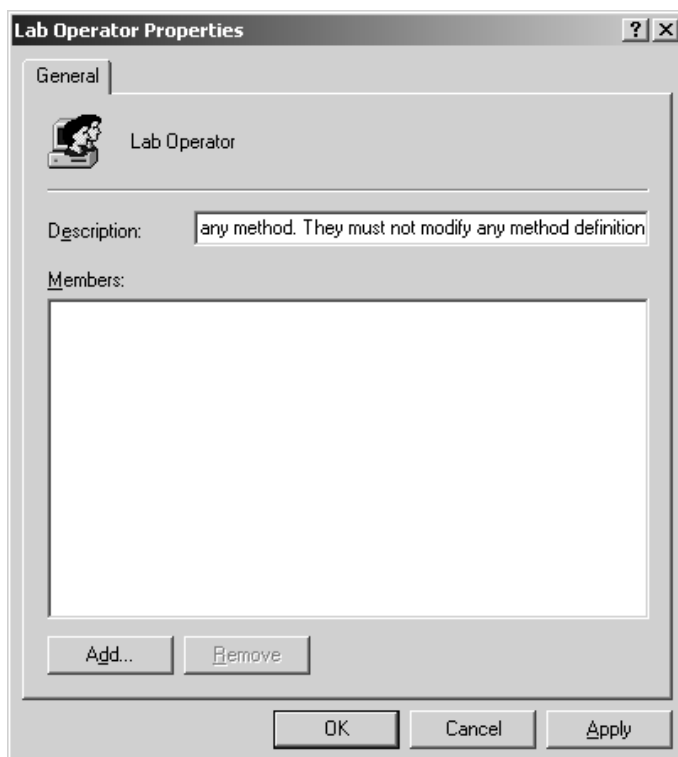 Lab Operator Properties
General
Lab Operator
Description: any method. They must not modify any method definition
Members:
Add... Remove
OK Cancel Apply